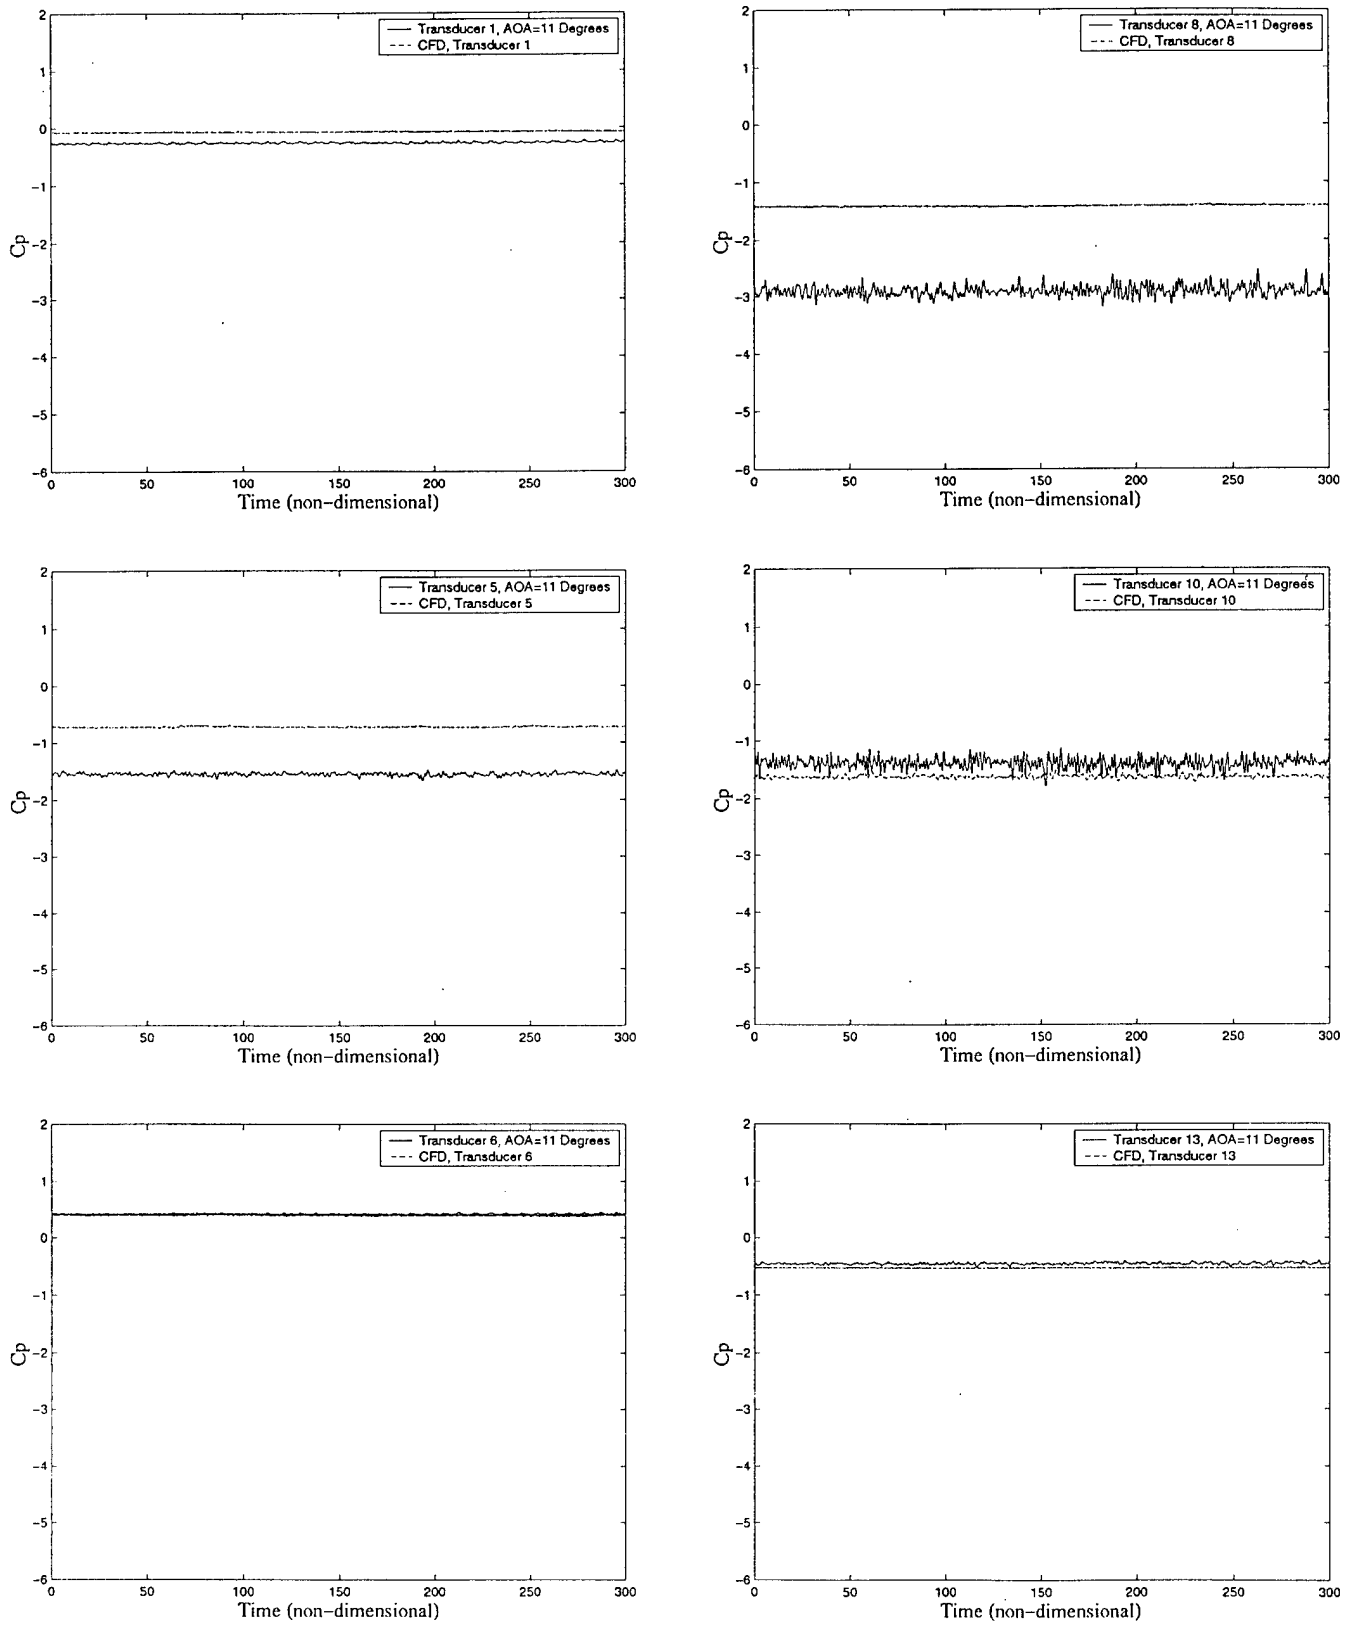 Transducer 1, AOA=11 Degrees
CFD, Transducer 1
2
1
0
−1
−2
−3
−4
−5
−6
Cp
0 50 100 150 200 250 300
Time (non−dimensional)
Transducer 8, AOA=11 Degrees
CFD, Transducer 8
2
1
0
−1
−2
−3
−4
−5
−6
Cp
0 50 100 150 200 250 300
Time (non−dimensional)
Transducer 5, AOA=11 Degrees
CFD, Transducer 5
2
1
0
−1
−2
−3
−4
−5
−6
Cp
0 50 100 150 200 250 300
Time (non−dimensional)
Transducer 10, AOA=11 Degrees
CFD, Transducer 10
2
1
0
−1
−2
−3
−4
−5
−6
Cp
0 50 100 150 200 250 300
Time (non−dimensional)
Transducer 6, AOA=11 Degrees
CFD, Transducer 6
2
1
0
−1
−2
−3
−4
−5
−6
Cp
0 50 100 150 200 250 300
Time (non−dimensional)
Transducer 13, AOA=11 Degrees
CFD, Transducer 13
2
1
0
−1
−2
−3
−4
−5
−6
Cp
0 50 100 150 200 250 300
Time (non−dimensional)